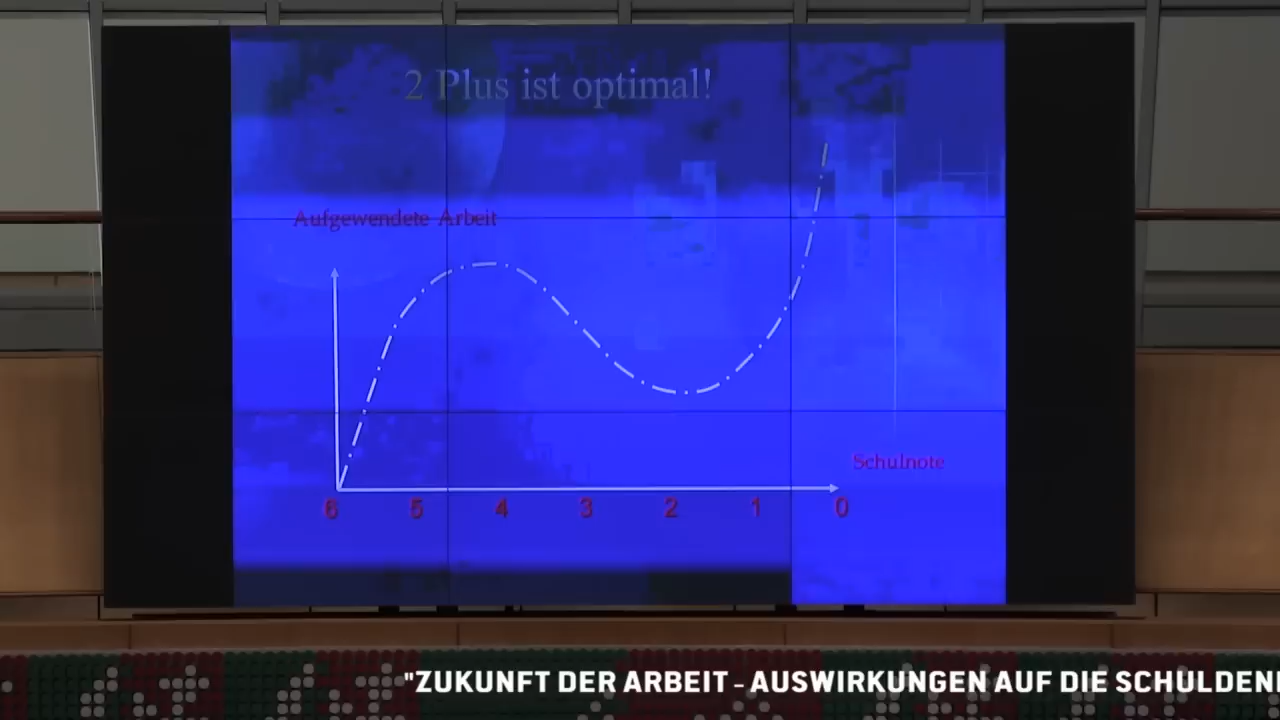 2 Plus ist optimal!
Aufgewendete Arbeit
Schulnote
6 5 4 3 2 1 0
"ZUKUNFT DER ARBEIT - AUSWIRKUNGEN AUF DIE SCHULDEN